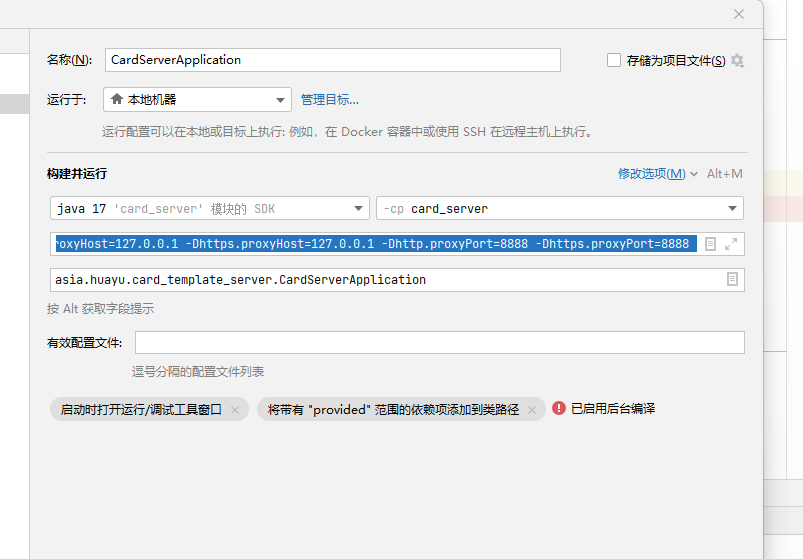 名称(N): CardServerApplication 存储为项目文件(S)
运行于: 本地机器 管理目标...
运行配置可以在本地或目标上执行: 例如，在 Docker 容器中或使用 SSH 在远程主机上执行。
构建并运行 修改选项(M) Alt+M
java 17 'card_server' 模块的 SDK -cp card_server
roxyHost=127.0.0.1 -Dhttps.proxyHost=127.0.0.1 -Dhttp.proxyPort=8888 -Dhttps.proxyPort=8888
asia.huayu.card_template_server.CardServerApplication
按 Alt 获取字段提示
有效配置文件:
逗号分隔的配置文件列表
启动时打开运行/调试工具窗口 将带有 "provided" 范围的依赖项添加到类路径 已启用后台编译